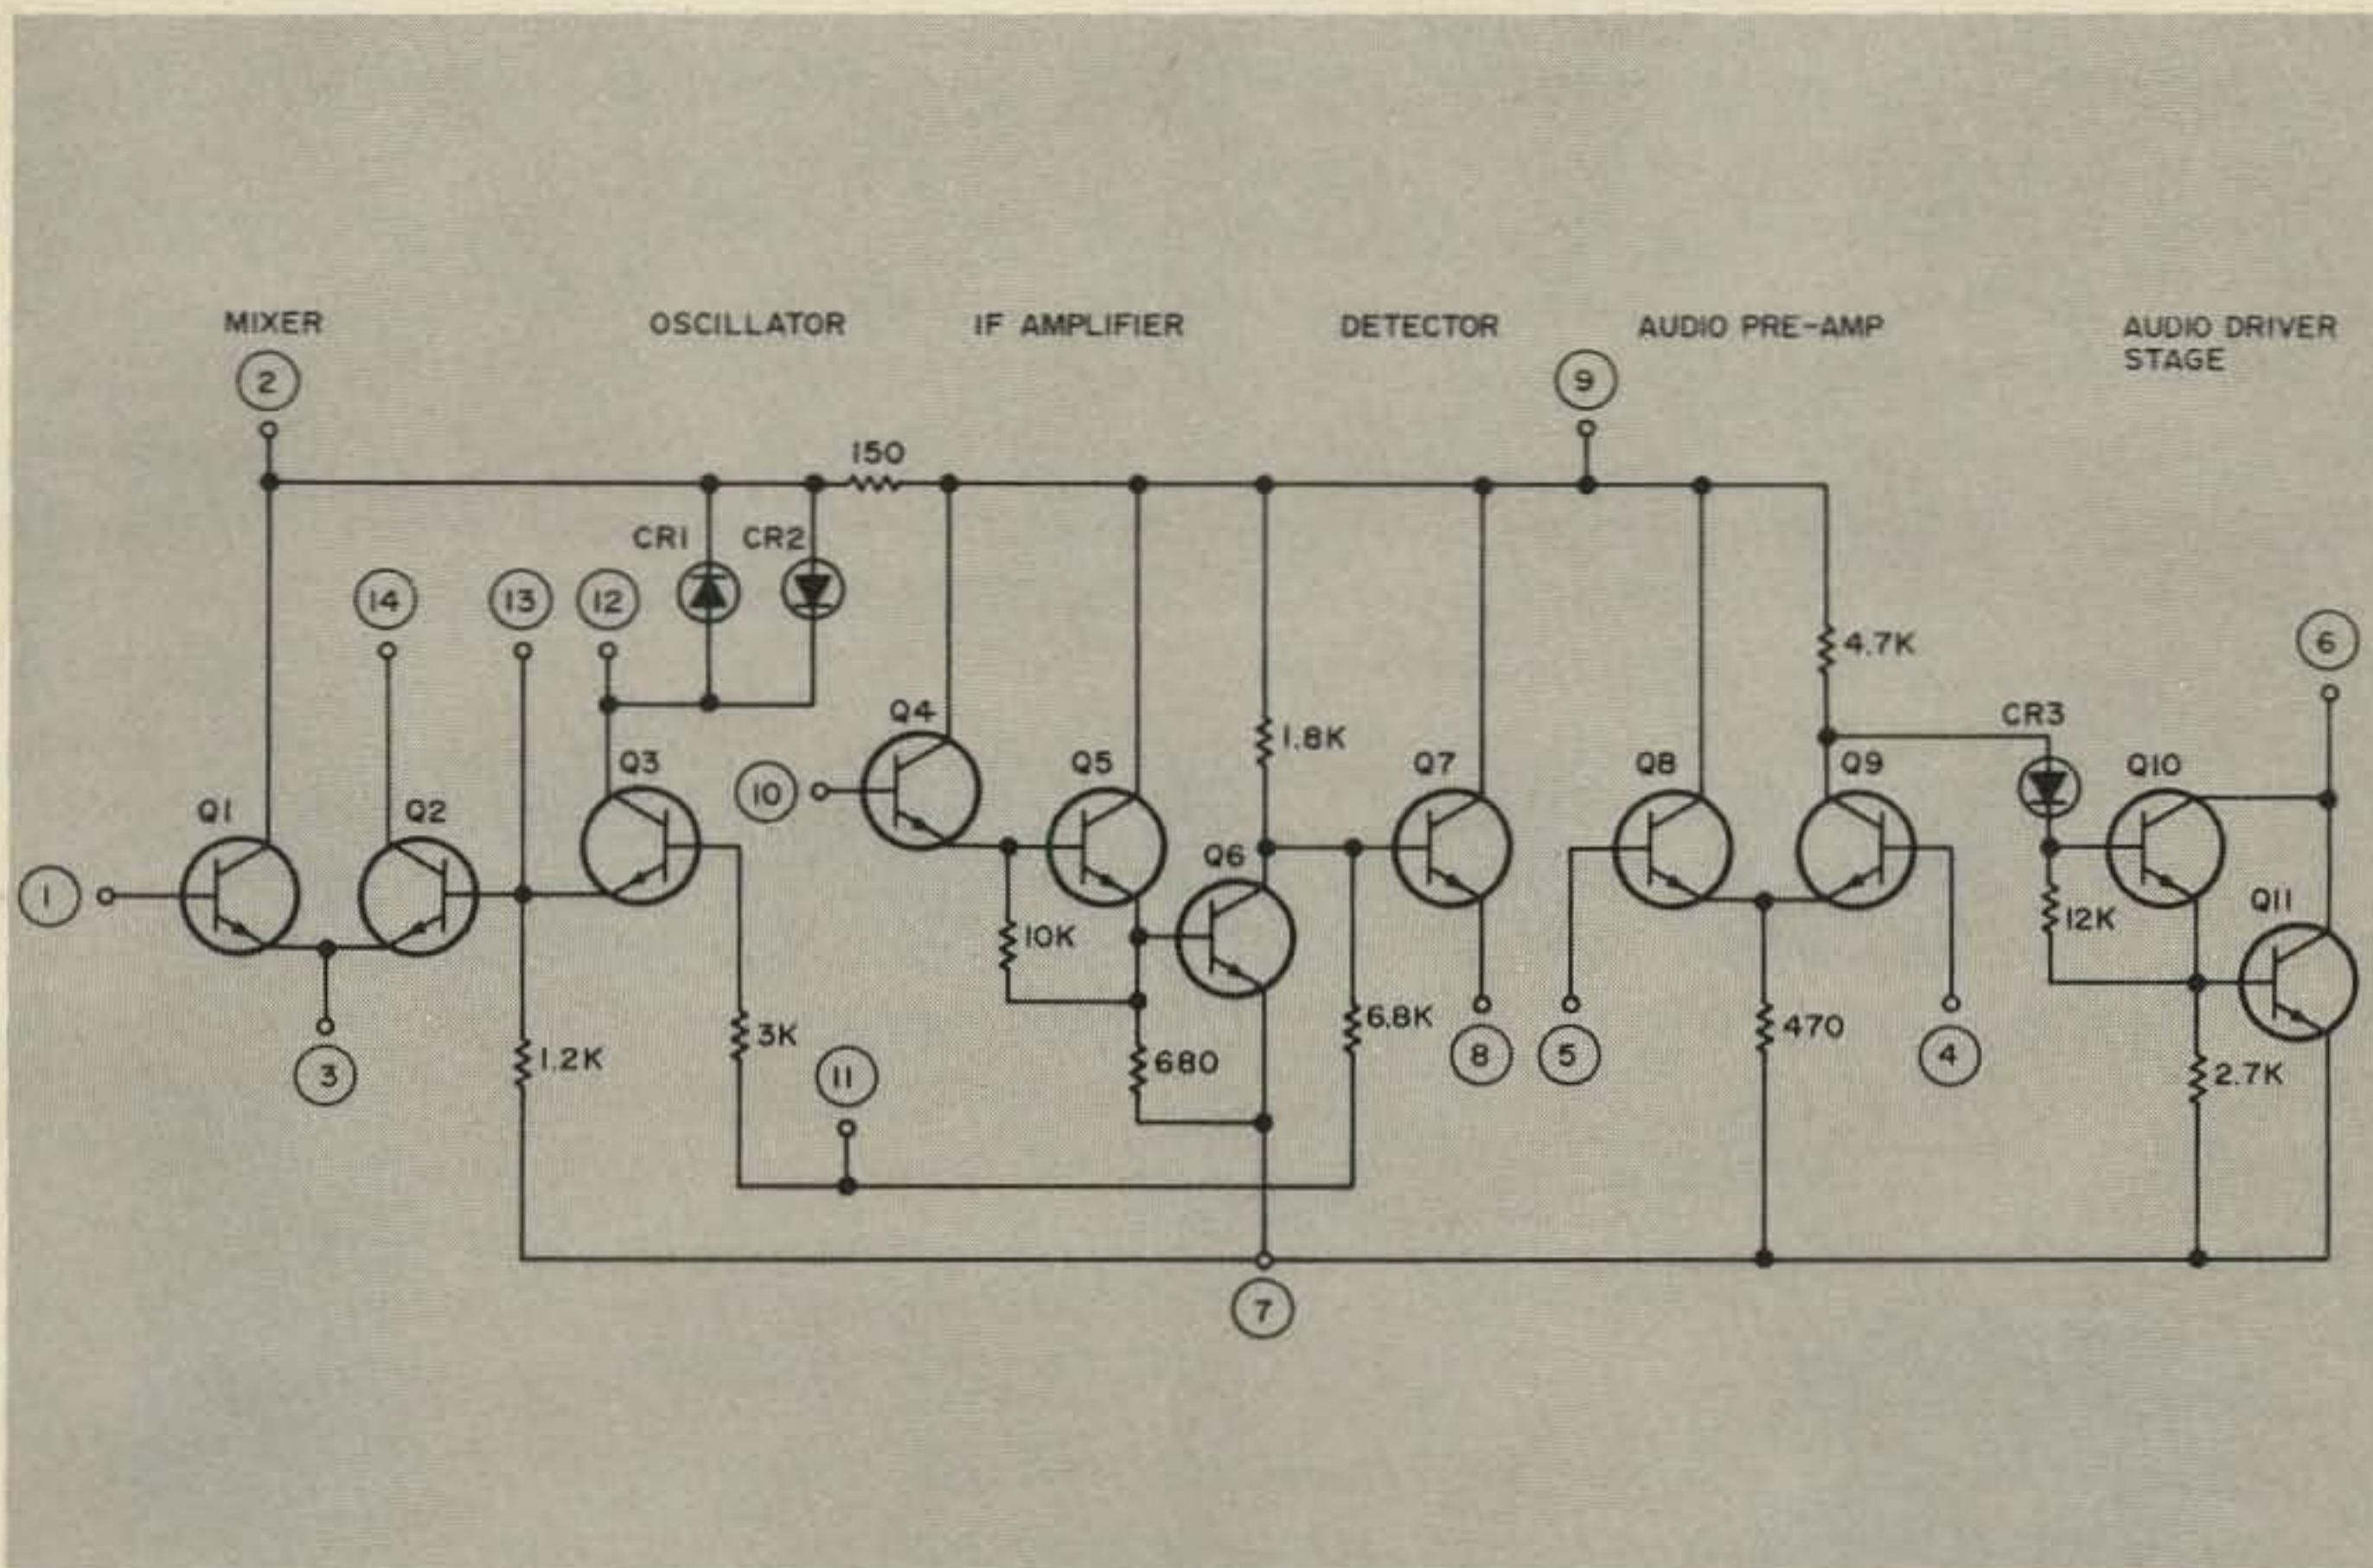 MIXER
OSCILLATOR
IF AMPLIFIER
DETECTOR
AUDIO PRE-AMP
AUDIO DRIVER
STAGE
2
9
150
CR1
CR2
14
13
12
6
4.7K
Q4
CR3
1.8K
Q3
10
Q5
Q7
Q8
Q9
Q10
Q1
Q2
Q6
1
Q11
12K
10K
6.8K
470
3K
1.2K
680
8
5
4
3
11
2.7K
7